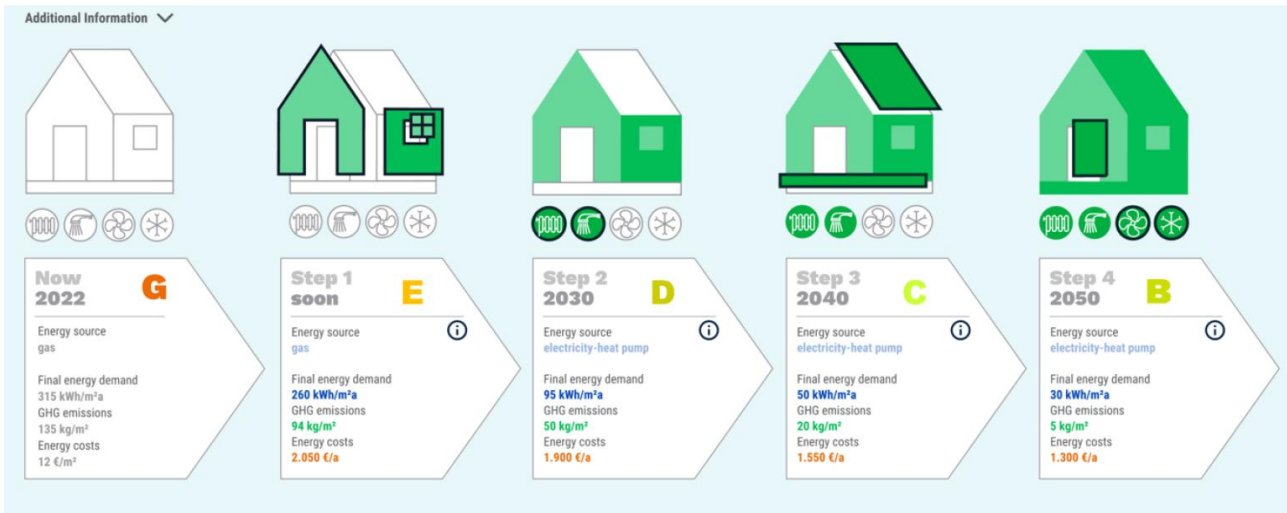 Additional Information
Now
2022
G
Energy source
gas
Final energy demand
315 kWh/m²a
GHG emissions
135 kg/m²
Energy costs
12 €/m²
Step 1
soon
E
Energy source
gas
Final energy demand
260 kWh/m²a
GHG emissions
94 kg/m²
Energy costs
2.050 €/a
Step 2
2030
D
Energy source
electricity-heat pump
Final energy demand
95 kWh/m²a
GHG emissions
50 kg/m²
Energy costs
1.900 €/a
Step 3
2040
C
Energy source
electricity-heat pump
Final energy demand
50 kWh/m²a
GHG emissions
20 kg/m²
Energy costs
1.550 €/a
Step 4
2050
B
Energy source
electricity-heat pump
Final energy demand
30 kWh/m²a
GHG emissions
5 kg/m²
Energy costs
1.300 €/a